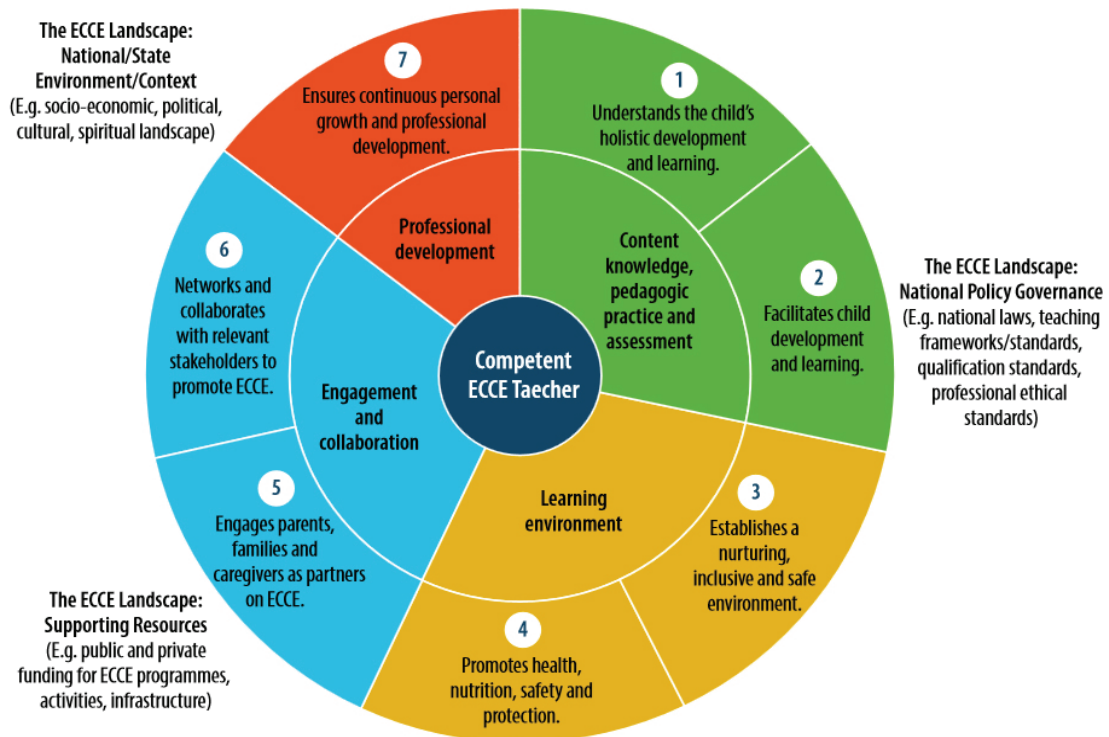 The ECCE Landscape:
National/State
Environment/Context
(E.g. socio-economic, political,
cultural, spiritual landscape)
7
Ensures continuous personal
growth and professional
development.
1
Understands the child's
holistic development
and learning.
Professional
development
Content
knowledge,
pedagogic
practice and
assessment
6
Networks and
collaborates
with relevant
stakeholders to
promote ECCE.
2
Facilitates child
development
and learning.
The ECCE Landscape:
National Policy Governance
(E.g. national laws, teaching
frameworks/standards,
qualification standards,
professional ethical
standards)
Competent
ECCE Taecher
Engagement
and
collaboration
Learning
environment
5
Engages parents,
families and
caregivers as partners
on ECCE.
3
Establishes a
nurturing,
inclusive and safe
environment.
The ECCE Landscape:
Supporting Resources
(E.g. public and private
funding for ECCE programmes,
activities, infrastructure)
4
Promotes health,
nutrition, safety and
protection.